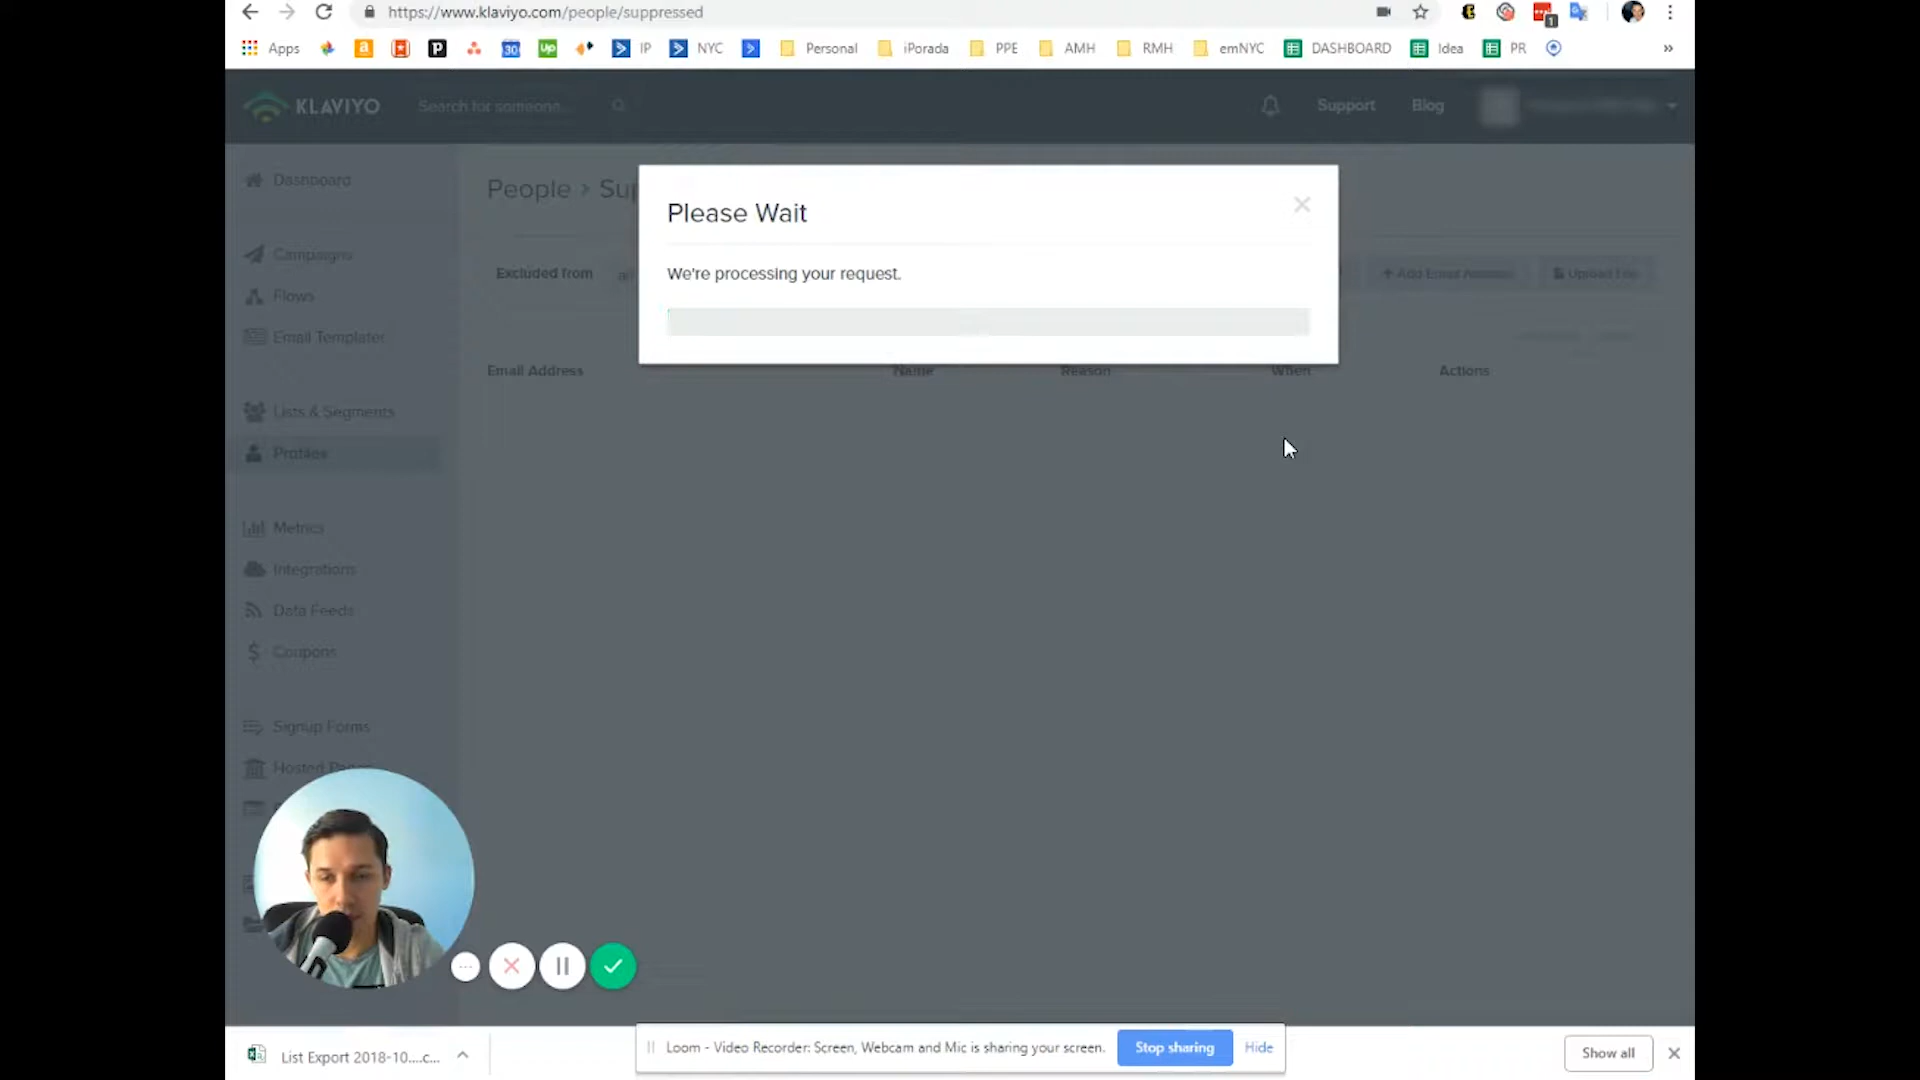 https://www.klaviyo.com/people/suppressed
1
Apps
a
P
30
up
IP
NYC
Personal
iPorada
PPE
AMH
RMH
emNYC
DASHBOARD
Idea
PR
»
KLAVIYO
Search for someone...
Support
Blog
Dashboard
Campaigns
Flows
Email Templates
Lists & Segments
Profiles
Metrics
Integrations
Data Feeds
Coupons
Signup Forms
Hosted Pages
People › Sup
Excluded from
+ Add Email Address
Upload File
Email Address
Name
Reason
When
Actions
Please Wait
We're processing your request.
List Export 2018-10....c...
Loom - Video Recorder: Screen, Webcam and Mic is sharing your screen.
Stop sharing
Hide
Show all